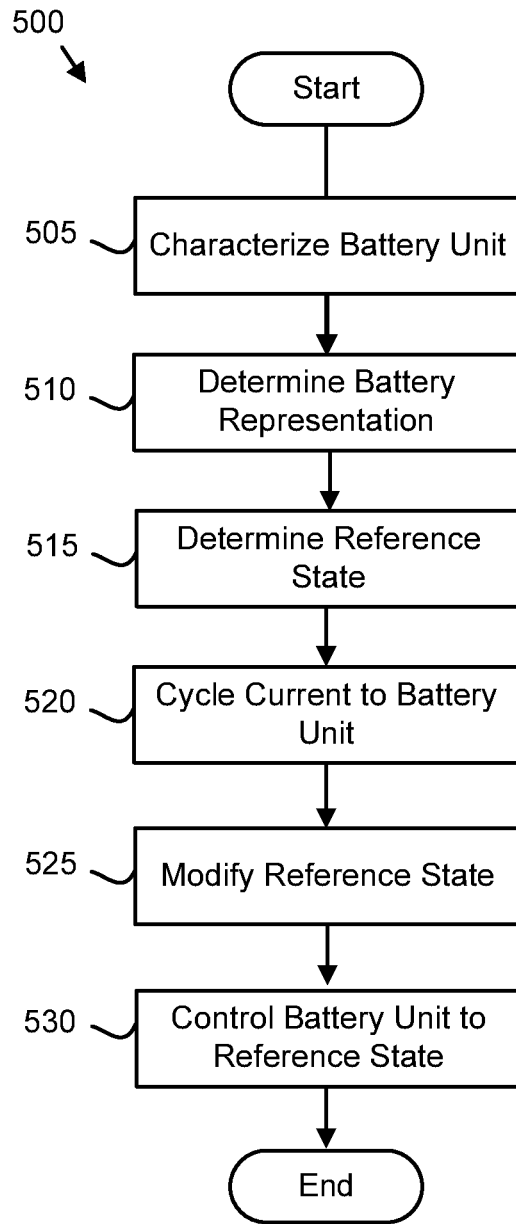 500
Start
505
Characterize Battery Unit
510
Determine Battery
Representation
515
Determine Reference
State
520
Cycle Current to Battery
Unit
525
Modify Reference State
530
Control Battery Unit to
Reference State
End